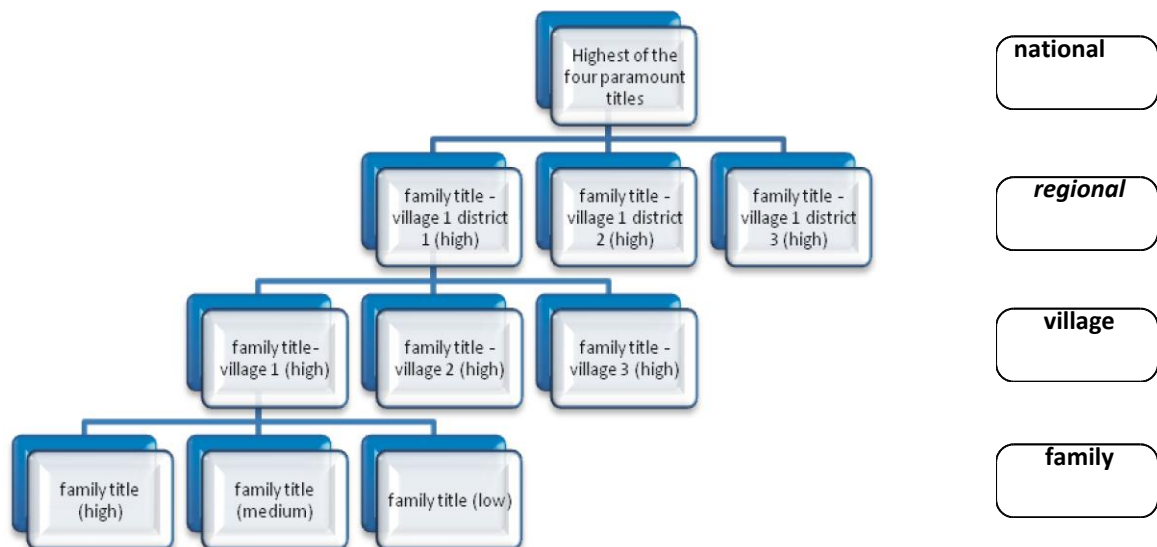 Highest of the
four paramount
titles
national
family title -
village 1 district
1 (high)
family title -
village 1 district
2 (high)
family title -
village 1 district
3 (high)
regional
family title-
village 1 (high)
family title -
village 2 (high)
family title -
village 3 (high)
village
family title
(high)
family title
(medium)
family title (low)
family